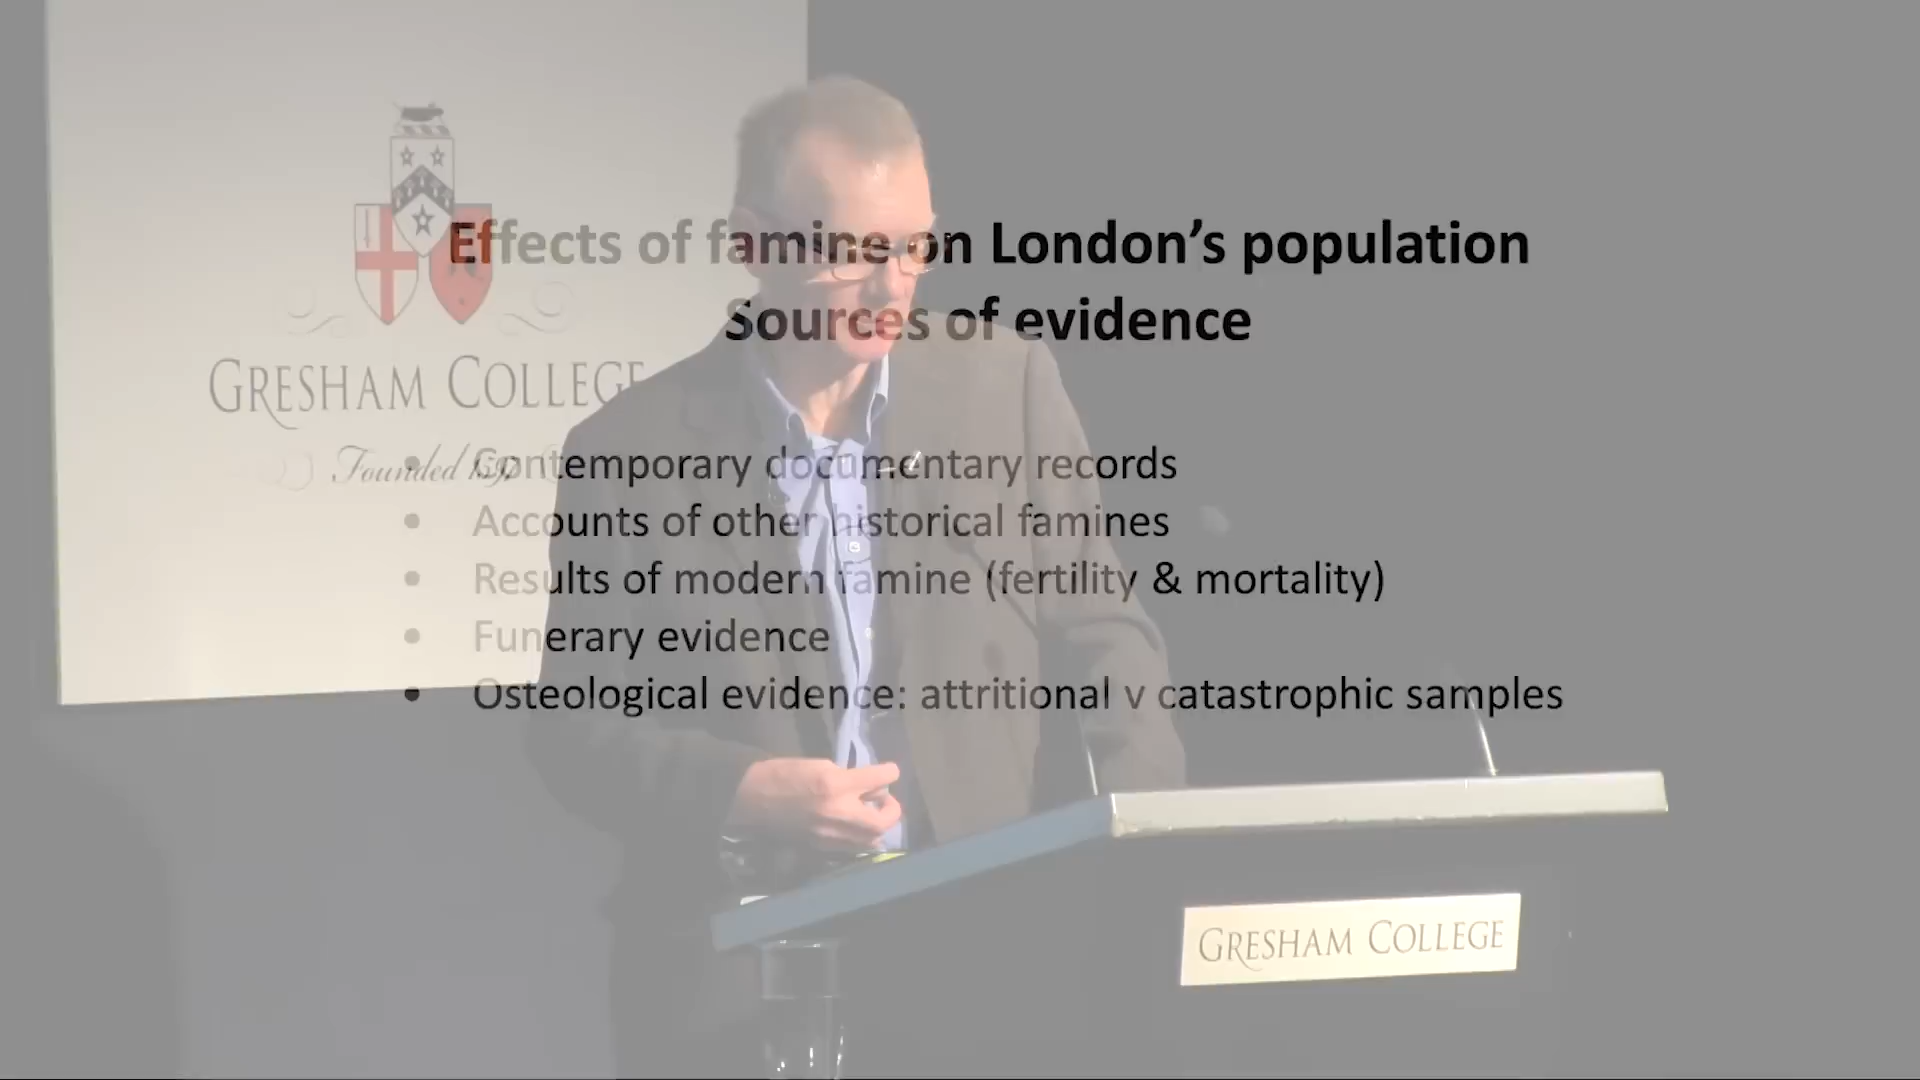 Effects of famine on London's population
Sources of evidence
GRESHAM COLLEGE
Founded 1597
• Contemporary documentary records
• Accounts of other historical famines
• Results of modern famine (fertility & mortality)
• Funerary evidence
• Osteological evidence: attritional v catastrophic samples
GRESHAM COLLEGE